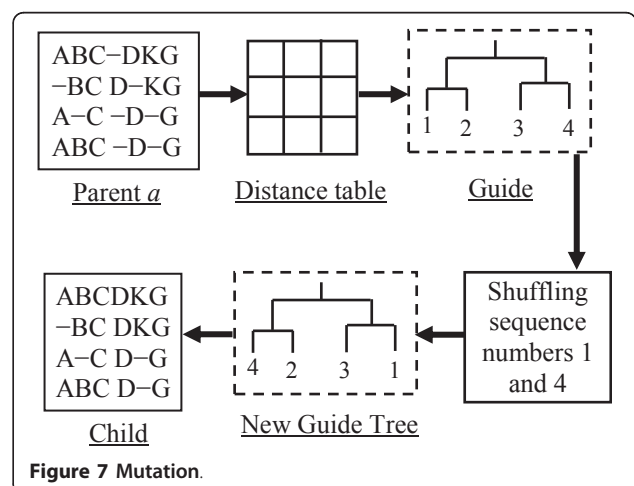 ABC−DKG
−BC D−KG
A−C −D−G
ABC −D−G
Parent a
Distance table
1 2 3 4
Guide
Shuffling
sequence
numbers 1
and 4
4 2 3 1
New Guide Tree
ABCDKG
−BC DKG
A−C D−G
ABC D−G
Child
Figure 7 Mutation.